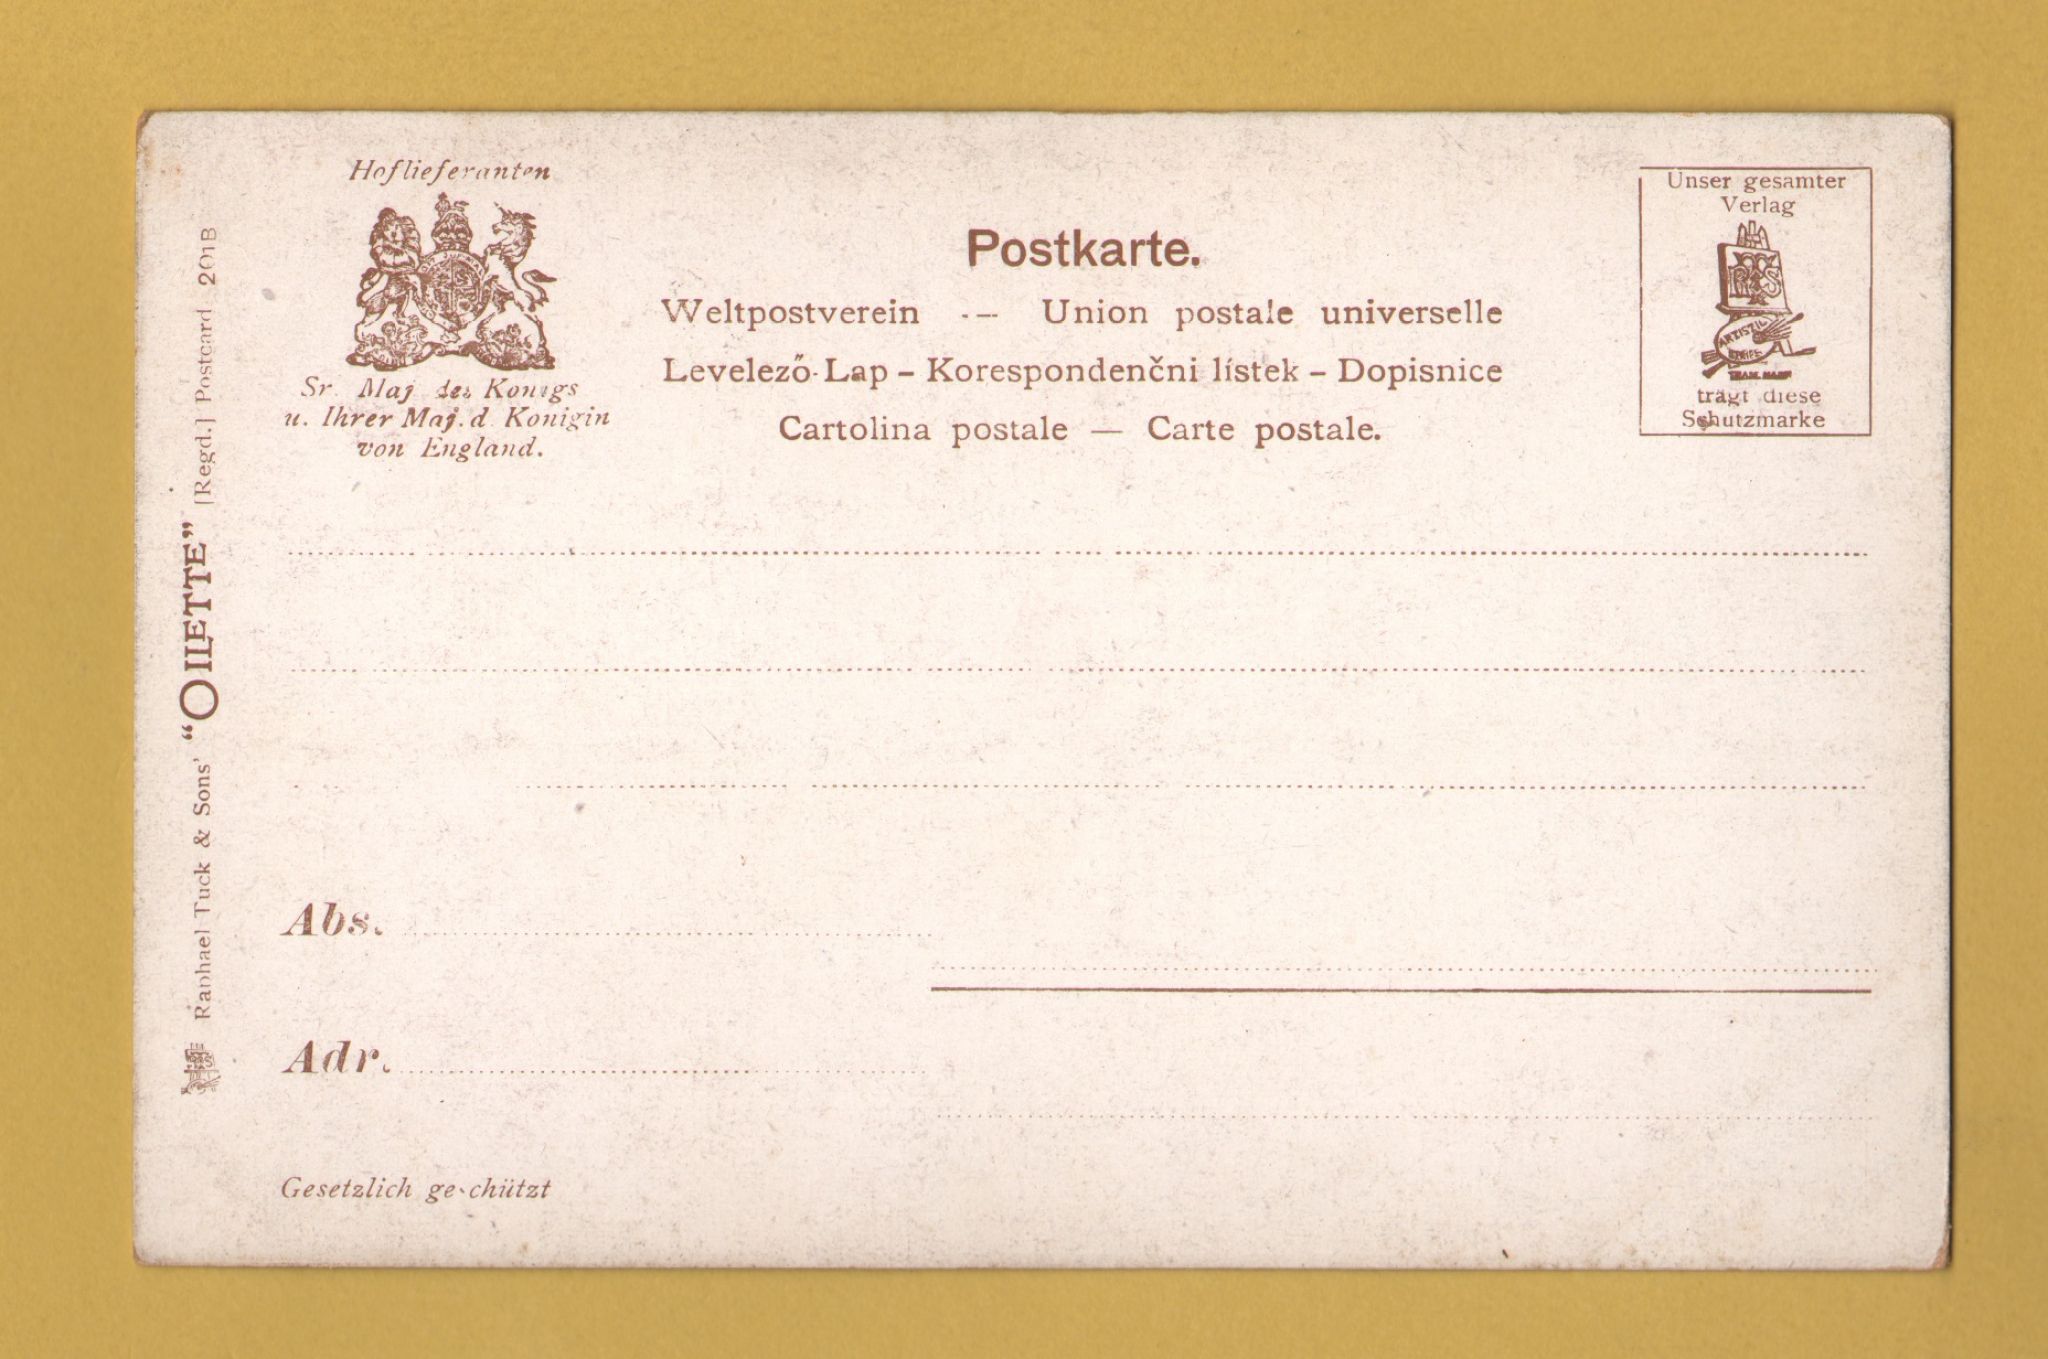 Hoflieferanten
Sr. Maj. des Konigs
u. Ihrer Maj. d. Konigin
von England.
Postkarte.
Weltpostverein -- Union postale universelle
Levelező-Lap – Korespondenčni lístek – Dopisnice
Cartolina postale — Carte postale.
Unser gesamter
Verlag
trägt diese
Schutzmarke
Raphael Tuck & Sons' "OILETTE" [Regd.] Postcard 201B
Abs.
Adr.
Gesetzlich geschützt